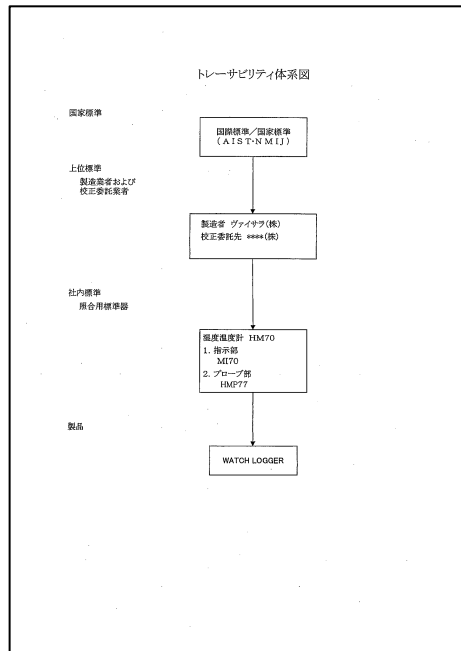 トレーサビリティ体系図
国家標準
国際標準／国家標準
(AIST・NMIJ)
上位標準
製造業者および
校正委託業者
製造者 ヴァイサラ(株)
校正委託先 ****(株)
社内標準
照合用標準器
湿度温度計 HM70
1. 指示部
MI70
2. プローブ部
HMP77
製品
WATCH LOGGER